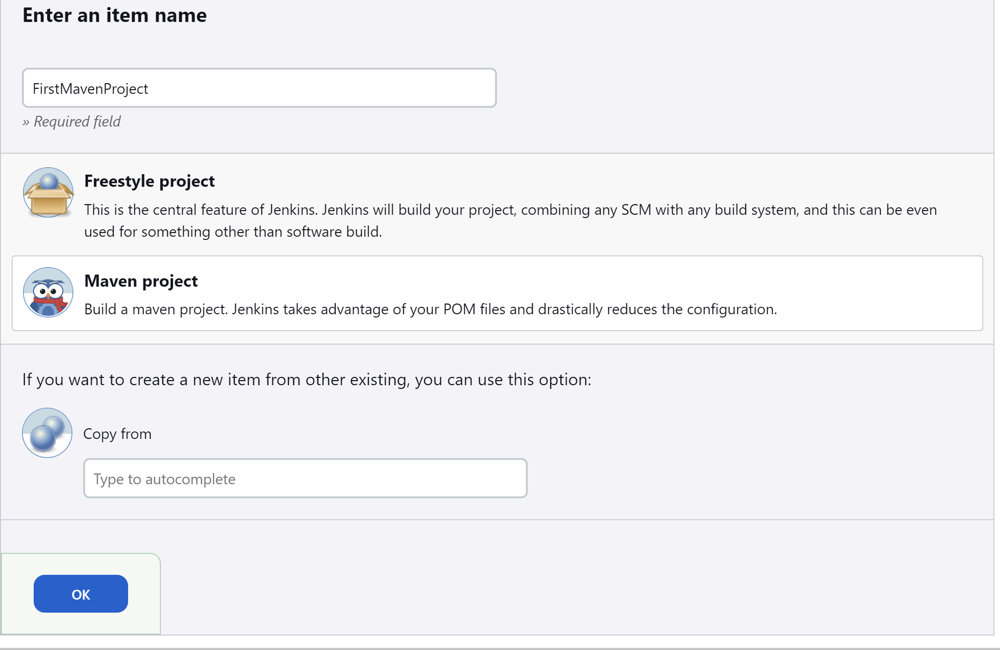 Enter an item name
FirstMavenProject
» Required field
Freestyle project
This is the central feature of Jenkins. Jenkins will build your project, combining any SCM with any build system, and this can be even
used for something other than software build.
Maven project
Build a maven project. Jenkins takes advantage of your POM files and drastically reduces the configuration.
If you want to create a new item from other existing, you can use this option:
Copy from
Type to autocomplete
OK